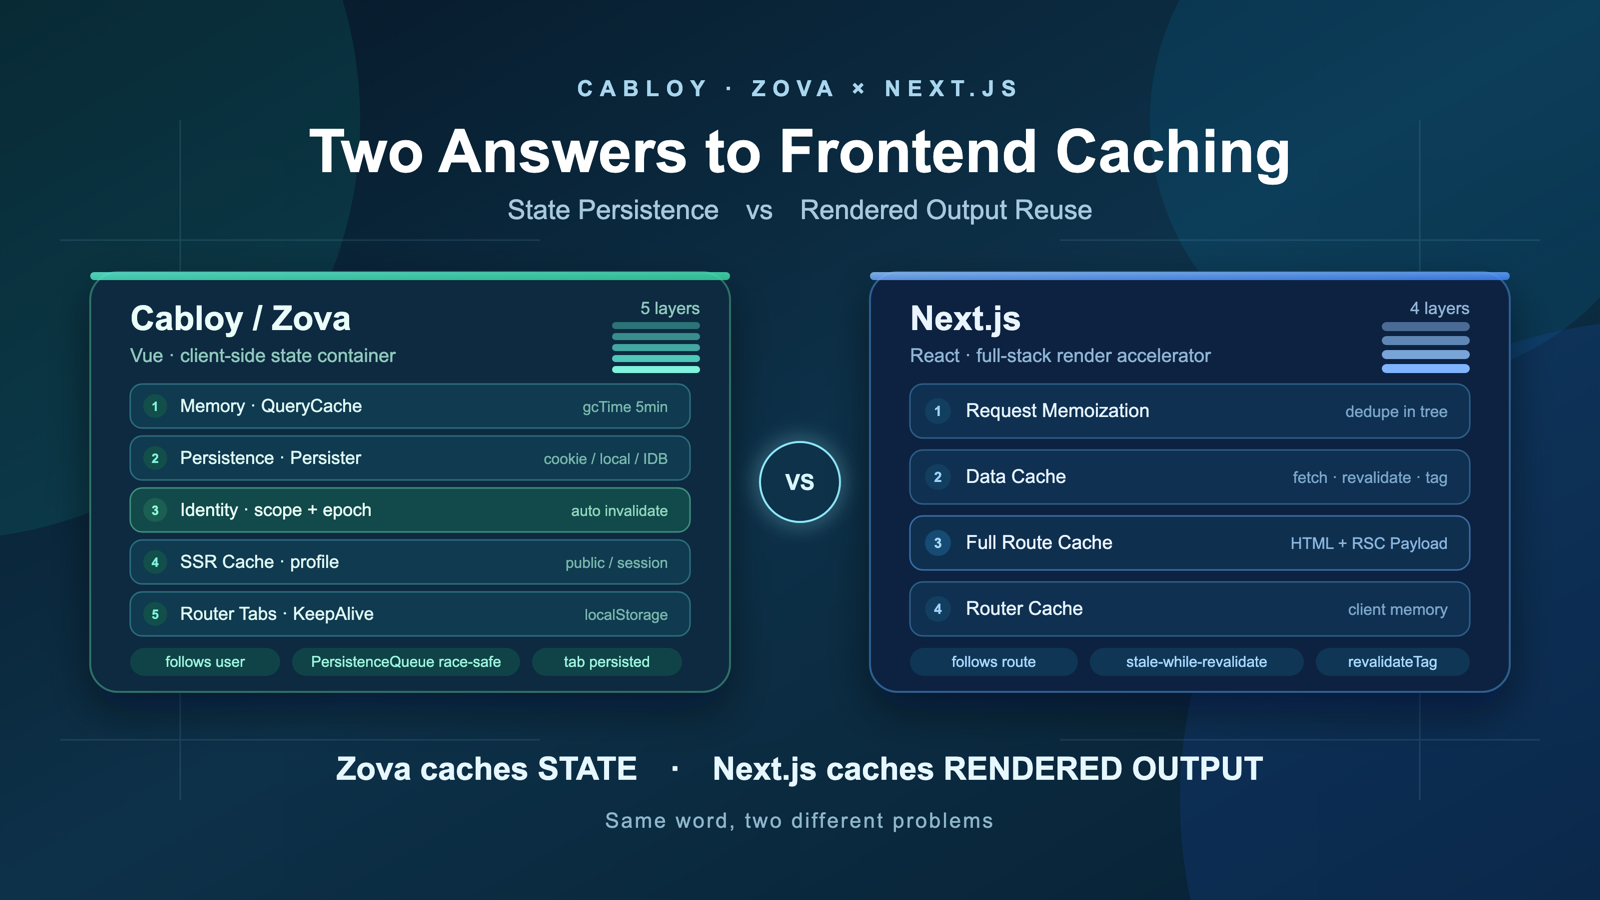 CABLOY · ZOVA × NEXT.JS
Two Answers to Frontend Caching
State Persistence vs Rendered Output Reuse
Cabloy / Zova
5 layers
Vue · client-side state container
1 Memory · QueryCache gcTime 5min
2 Persistence · Persister cookie / local / IDB
3 Identity · scope + epoch auto invalidate
4 SSR Cache · profile public / session
5 Router Tabs · KeepAlive localStorage
follows user PersistenceQueue race-safe tab persisted
VS
Next.js
4 layers
React · full-stack render accelerator
1 Request Memoization dedupe in tree
2 Data Cache fetch · revalidate · tag
3 Full Route Cache HTML + RSC Payload
4 Router Cache client memory
follows route stale-while-revalidate revalidateTag
Zova caches STATE · Next.js caches RENDERED OUTPUT
Same word, two different problems